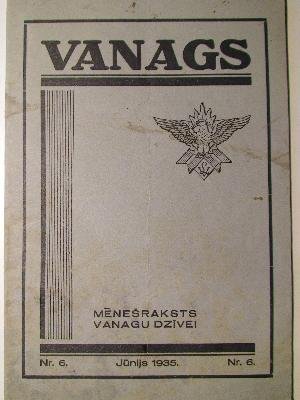 VANAGS
MĒNEŠRAKSTS
VANAGU DZĪVEI
Nr. 6. Jūnijs 1935. Nr. 6.